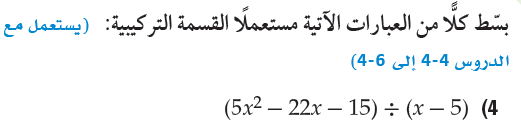 بسّط كلًّا من العبارات الآتية مستعملًا القسمة التركيبية: (يستعمل مع
الدروس 4-4 إلى 6-4)
4) (5x² − 22x − 15) ÷ (x − 5)